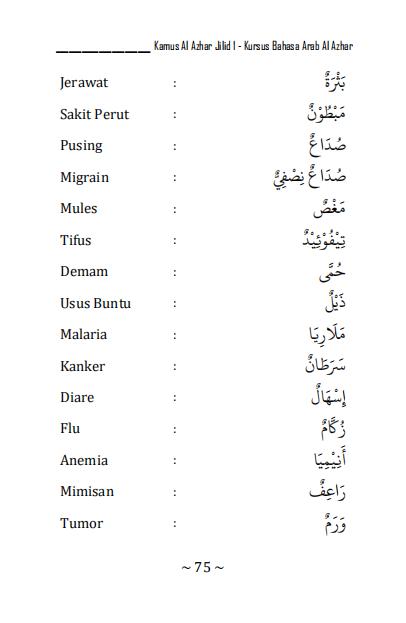 Kamus Al Azhar Jilid I - Kursus Bahasa Arab Al Azhar
Jerawat : بَثْرَةٌ
Sakit Perut : مَبْطُوْنٌ
Pusing : صُدَاعٌ
Migrain : صُدَاعٌ نِصْفِيٌّ
Mules : مَغْصٌ
Tifus : تِيْفُوْئِيْدٌ
Demam : حُمَّى
Usus Buntu : ذَيْلٌ
Malaria : مَلَارِيَا
Kanker : سَرَطَانٌ
Diare : إِسْهَالٌ
Flu : زُكَّامٌ
Anemia : أَنِيْمِيَا
Mimisan : رَاعِفٌ
Tumor : وَرَمٌ
~ 75 ~